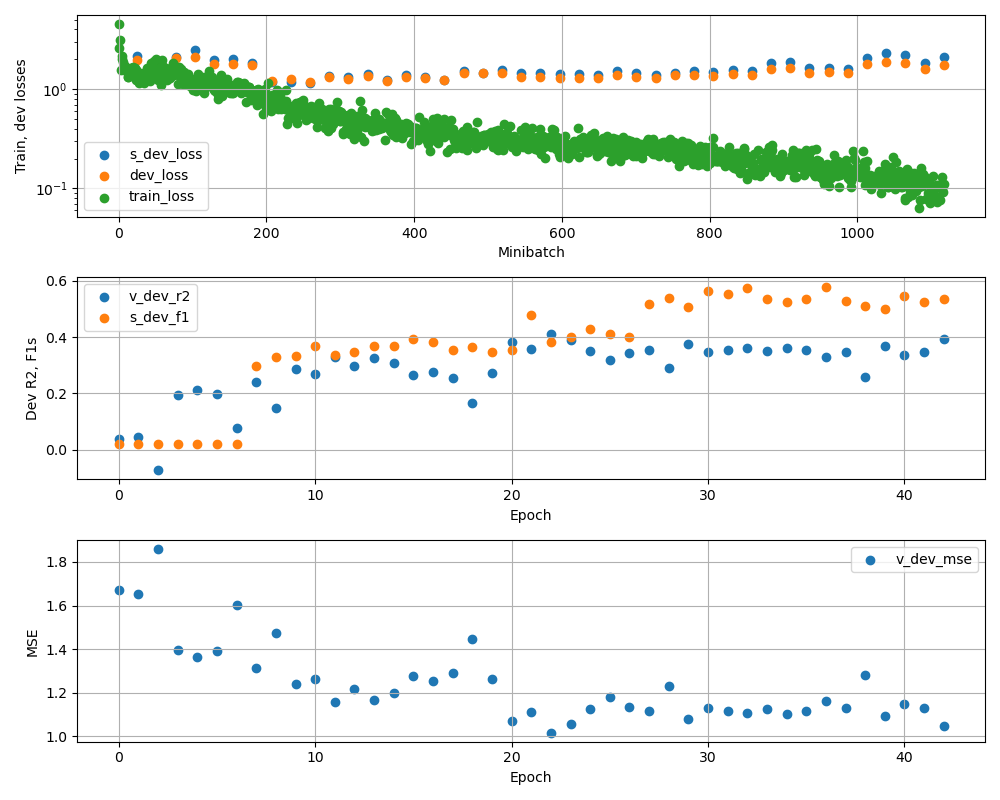 Train, dev losses
10⁰
10⁻¹
s_dev_loss
dev_loss
train_loss
0 200 400 600 800 1000
Minibatch
Dev R2, F1s
0.6
0.4
0.2
0.0
v_dev_r2
s_dev_f1
0 10 20 30 40
Epoch
MSE
1.8
1.6
1.4
1.2
1.0
v_dev_mse
0 10 20 30 40
Epoch